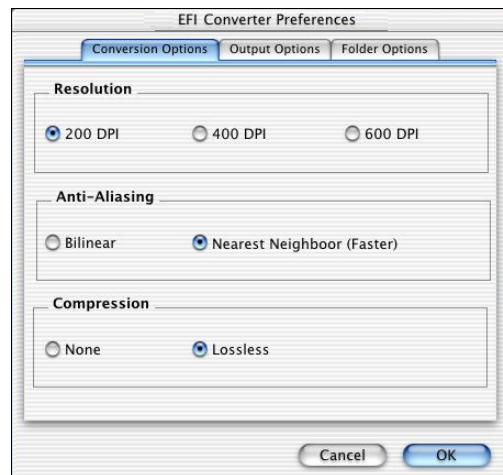 EFI Converter Preferences
Conversion Options Output Options Folder Options
Resolution
200 DPI 400 DPI 600 DPI
Anti-Aliasing
Bilinear Nearest Neighboor (Faster)
Compression
None Lossless
Cancel OK